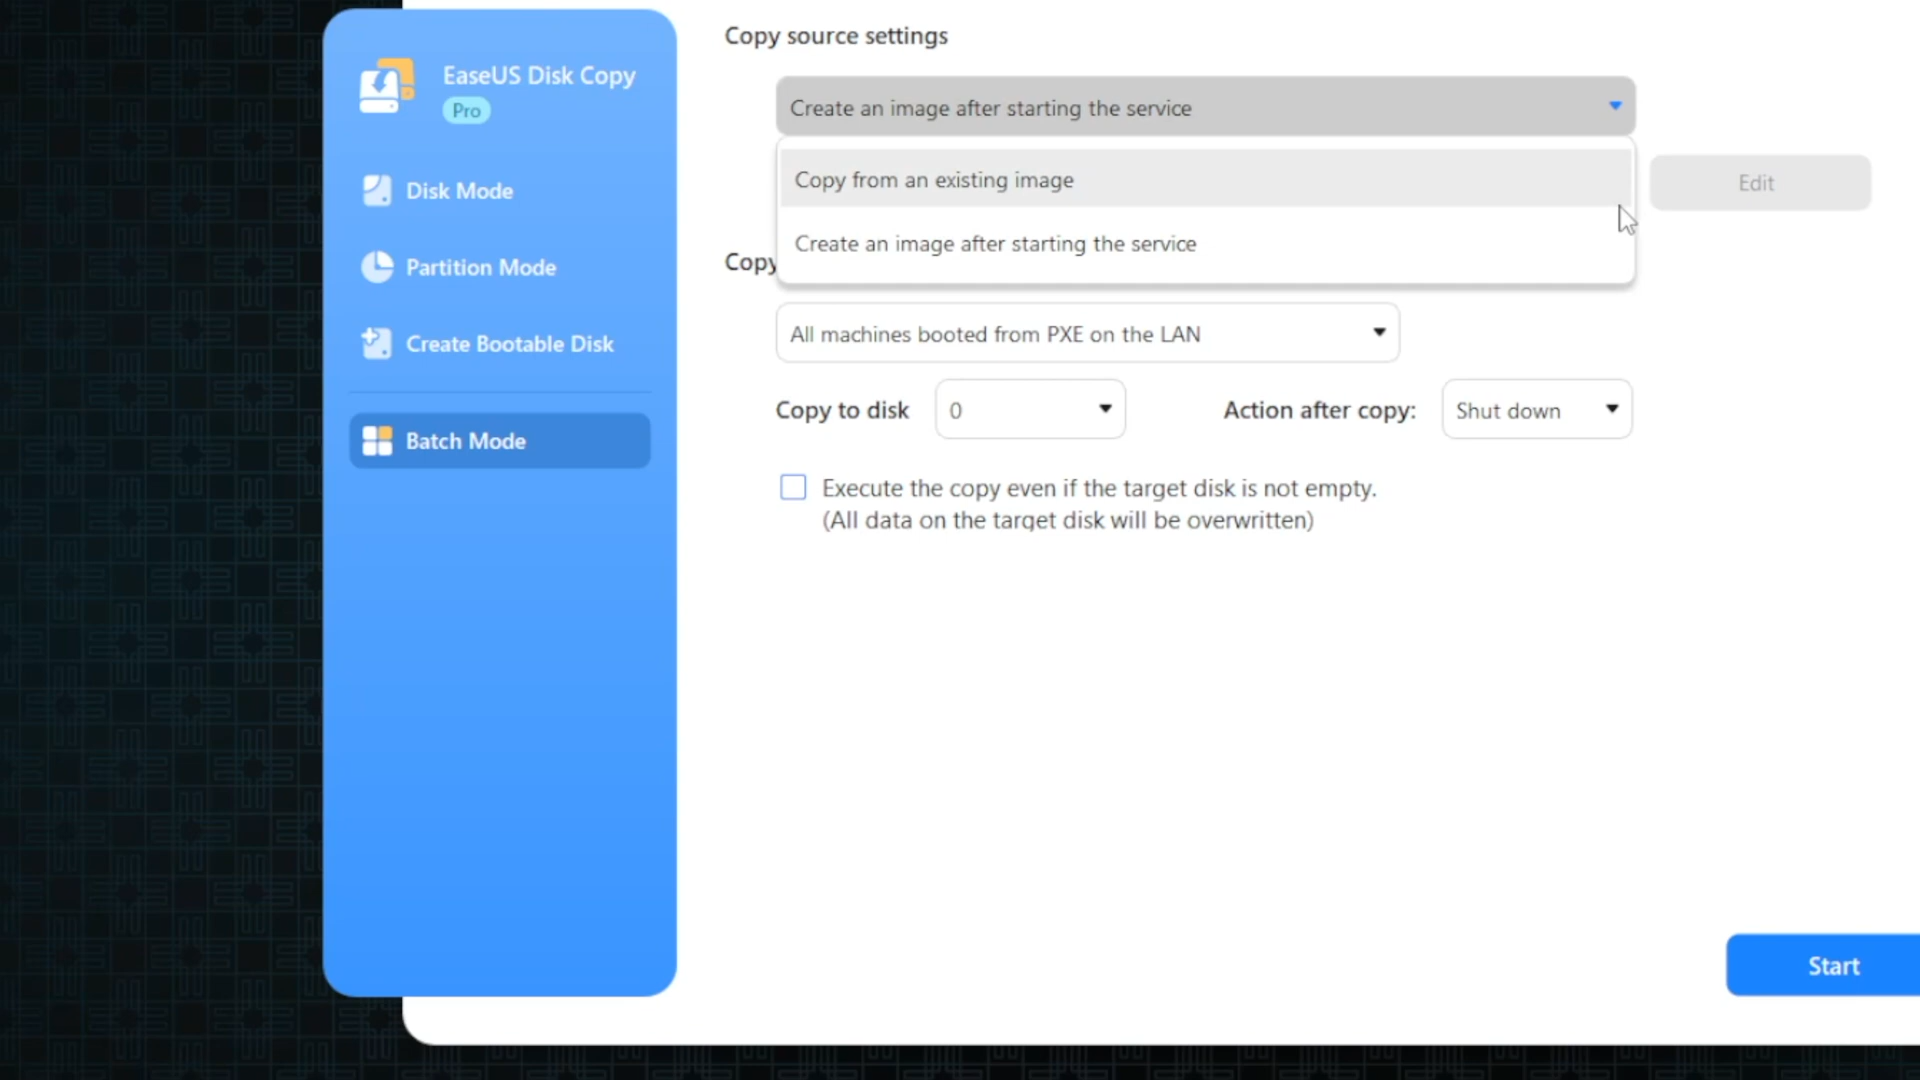 EaseUS Disk Copy
Pro
Disk Mode
Partition Mode
Create Bootable Disk
Batch Mode
Copy source settings
Create an image after starting the service
Copy from an existing image
Create an image after starting the service
Edit
Copy
All machines booted from PXE on the LAN
Copy to disk 0 Action after copy: Shut down
Execute the copy even if the target disk is not empty.
(All data on the target disk will be overwritten)
Start